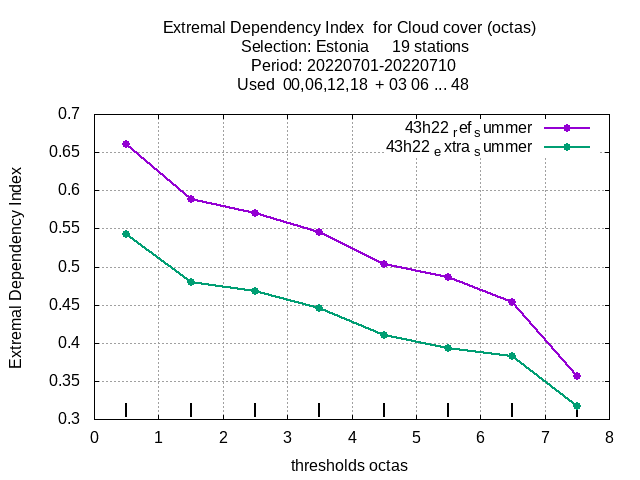 Extremal Dependency Index  for Cloud cover (octas)
Selection: Estonia     19 stations
Period: 20220701-20220710
Used  00,06,12,18  + 03 06 ... 48
43h22 ref summer
43h22 extra summer
Extremal Dependency Index
0.7
0.65
0.6
0.55
0.5
0.45
0.4
0.35
0.3
0 1 2 3 4 5 6 7 8
thresholds octas